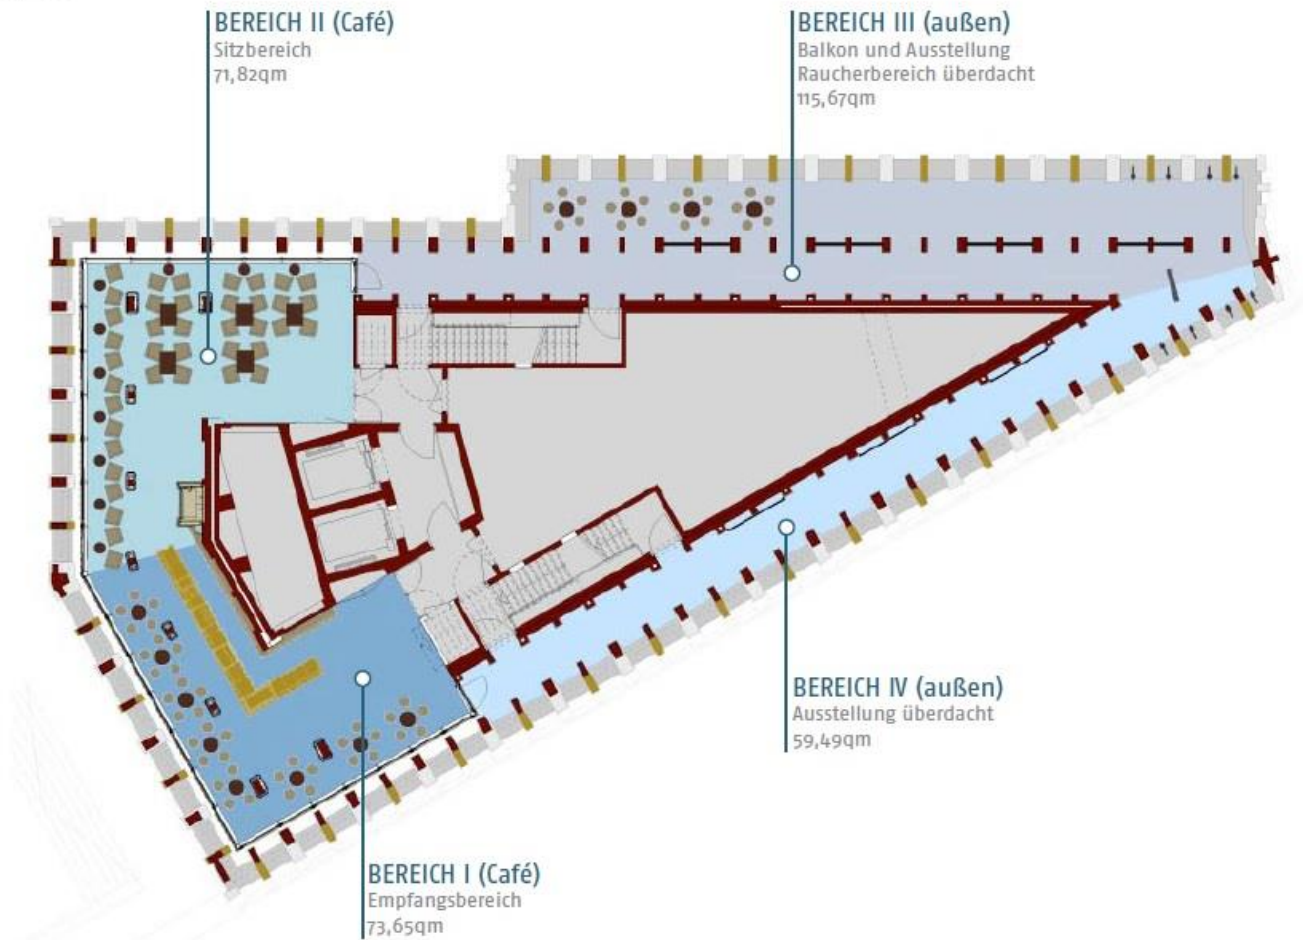 BEREICH II (Café)
Sitzbereich
71,82qm
BEREICH III (außen)
Balkon und Ausstellung
Raucherbereich überdacht
115,67qm
BEREICH IV (außen)
Ausstellung überdacht
59,49qm
BEREICH I (Café)
Empfangsbereich
73,65qm